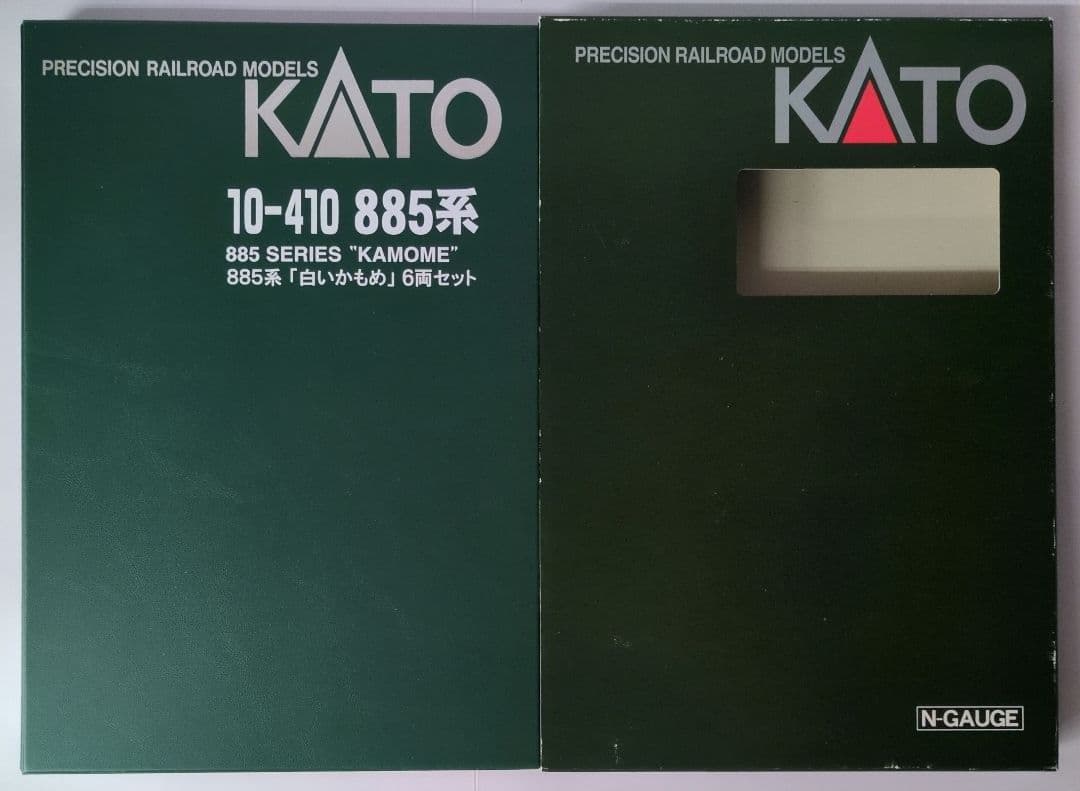 PRECISION RAILROAD MODELS
KATO
10-410 885系
885 SERIES "KAMOME"
885系「白いかもめ」6両セット
PRECISION RAILROAD MODELS
KATO
N-GAUGE